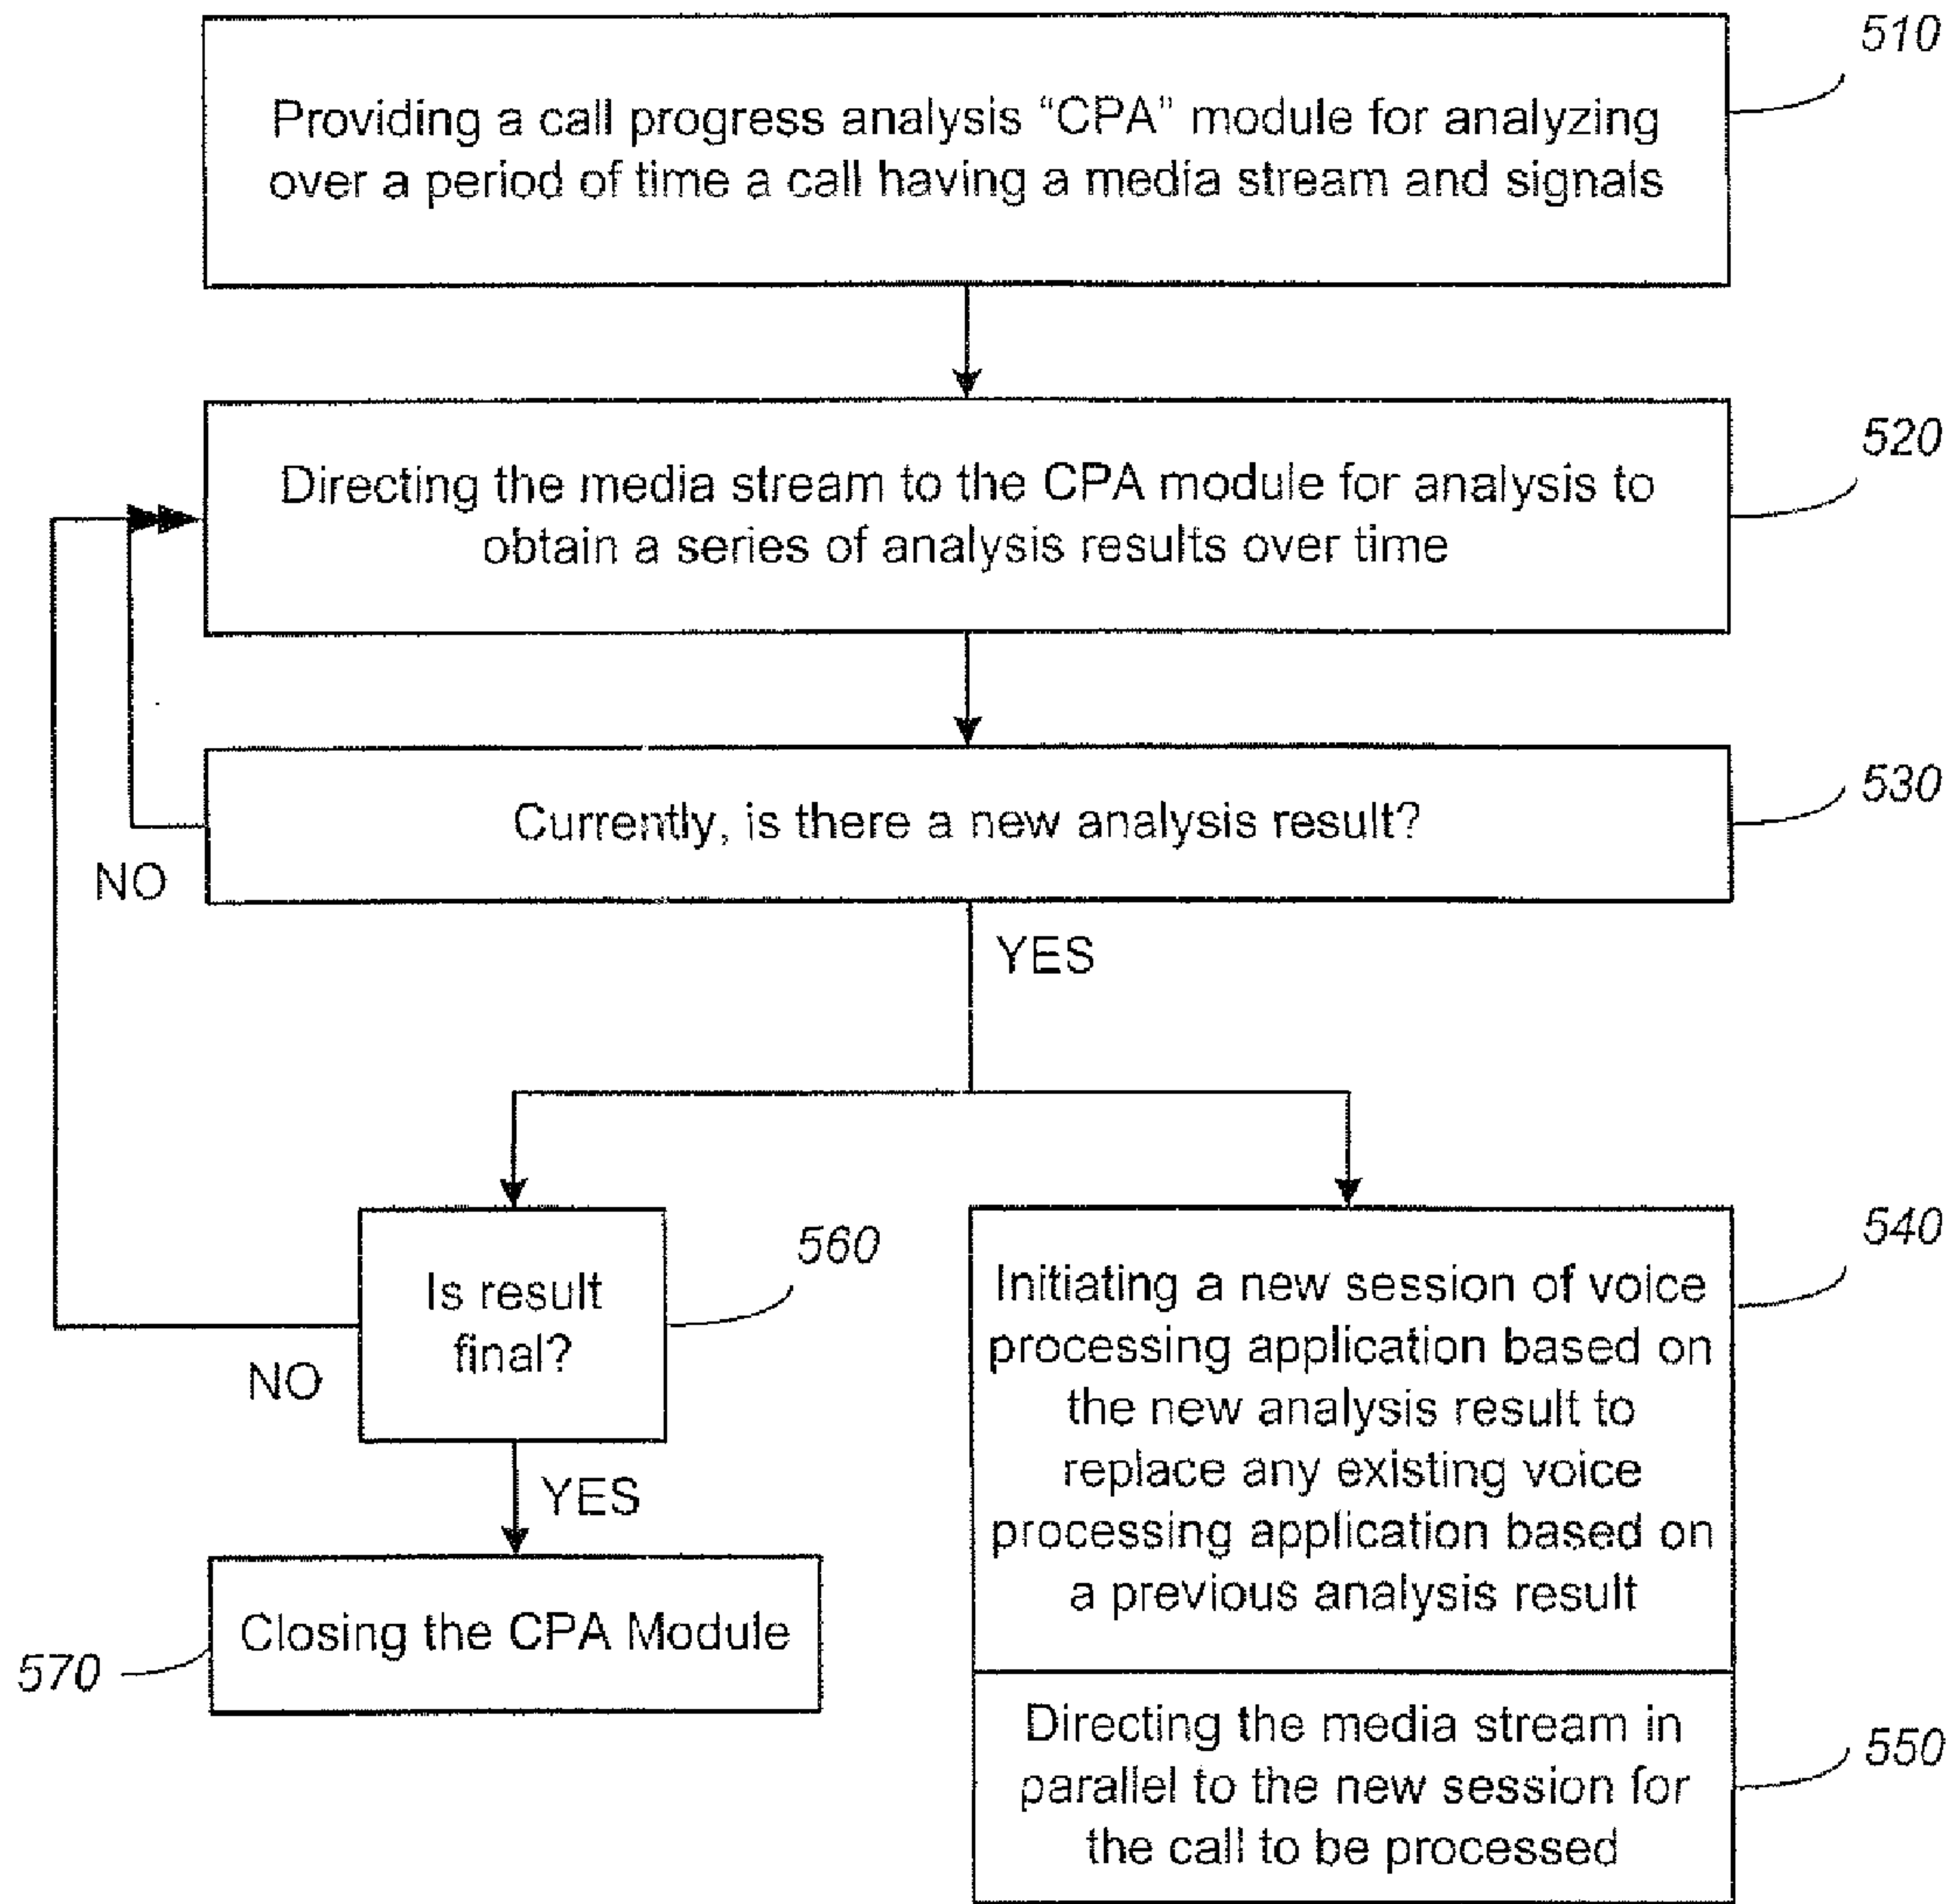 510
Providing a call progress analysis “CPA” module for analyzing
over a period of time a call having a media stream and signals
520
Directing the media stream to the CPA module for analysis to
obtain a series of analysis results over time
530
Currently, is there a new analysis result?
NO
YES
560
Is result
final?
NO
YES
540
Initiating a new session of voice
processing application based on
the new analysis result to
replace any existing voice
processing application based on
a previous analysis result
Closing the CPA Module
570
Directing the media stream in
parallel to the new session for
the call to be processed
550